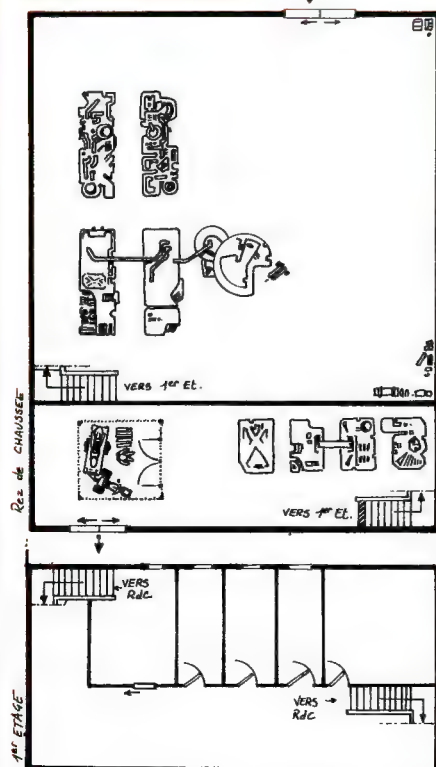 VERS 1er Et.
Rez de CHAUSSEE
VERS 1er Et.
VERS
RdC
1er ETAGE
VERS
RdC